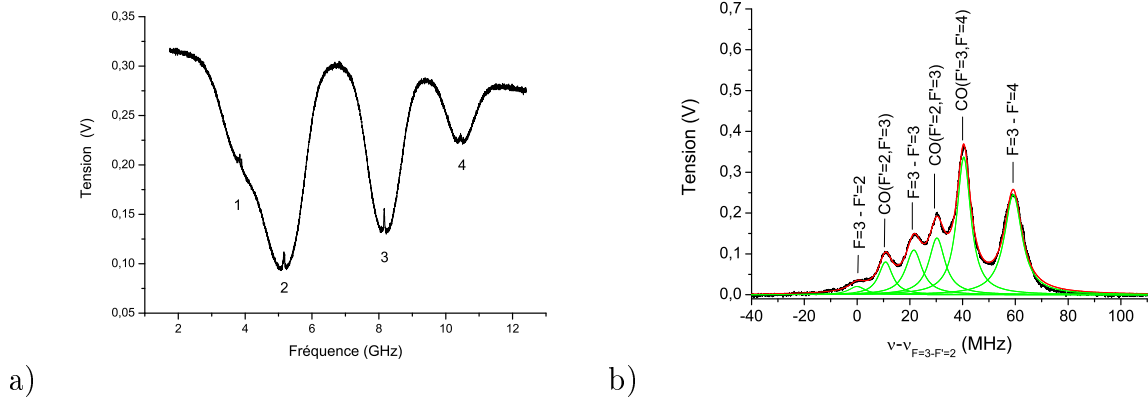 0,35
0,30
0,25
0,20
0,15
0,10
0,05
Tension (V)
1
2
3
4
2 4 6 8 10 12
Fréquence (GHz)
a)
0,7
0,6
0,5
0,4
0,3
0,2
0,1
0,0
Tension (V)
F=3 - F'=2
CO(F'=2,F'=3)
F=3 - F'=3
CO(F'=2,F'=3)
CO(F'=3,F'=4)
F=3 - F'=4
-40 -20 0 20 40 60 80 100
ν-νF=3-F'=2 (MHz)
b)